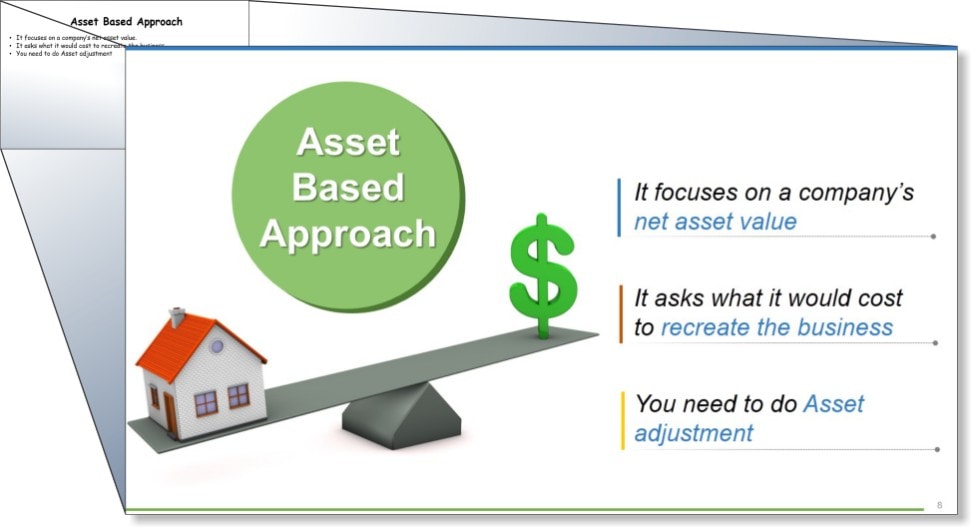 Asset Based Approach
• It focuses on a company's net asset value.
• It asks what it would cost to recreate the business
• You need to do Asset adjustment
Asset
Based
Approach
$
It focuses on a company's
net asset value
It asks what it would cost
to recreate the business
You need to do Asset
adjustment
8